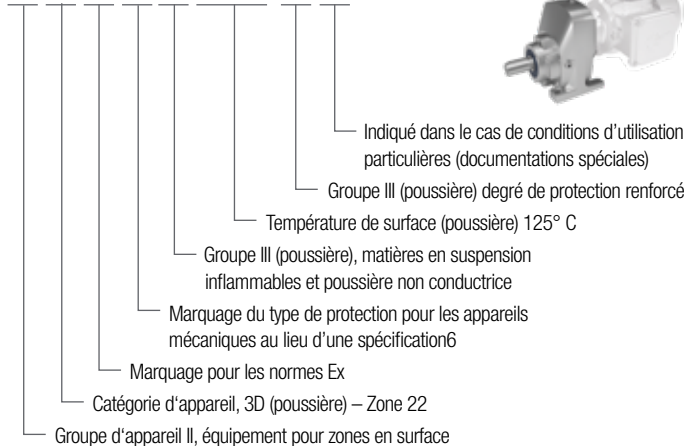 Indiqué dans le cas de conditions d’utilisation
particulières (documentations spéciales)
Groupe III (poussière) degré de protection renforcé
Température de surface (poussière) 125° C
Groupe III (poussière), matières en suspension
inflammables et poussière non conductrice
Marquage du type de protection pour les appareils
mécaniques au lieu d’une spécification6
Marquage pour les normes Ex
Catégorie d‘appareil, 3D (poussière) – Zone 22
Groupe d‘appareil II, équipement pour zones en surface